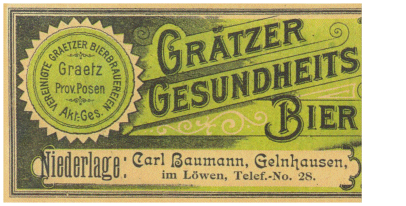 VEREINIGTE GRAETZER BIERBRAUEREIEN
Graetz
Prov. Posen
Akt-Ges.
GRÄTZER
GESUNDHEITS
BIER
Niederlage: Carl Baumann, Gelnhausen,
im Löwen, Telef.-No. 28.